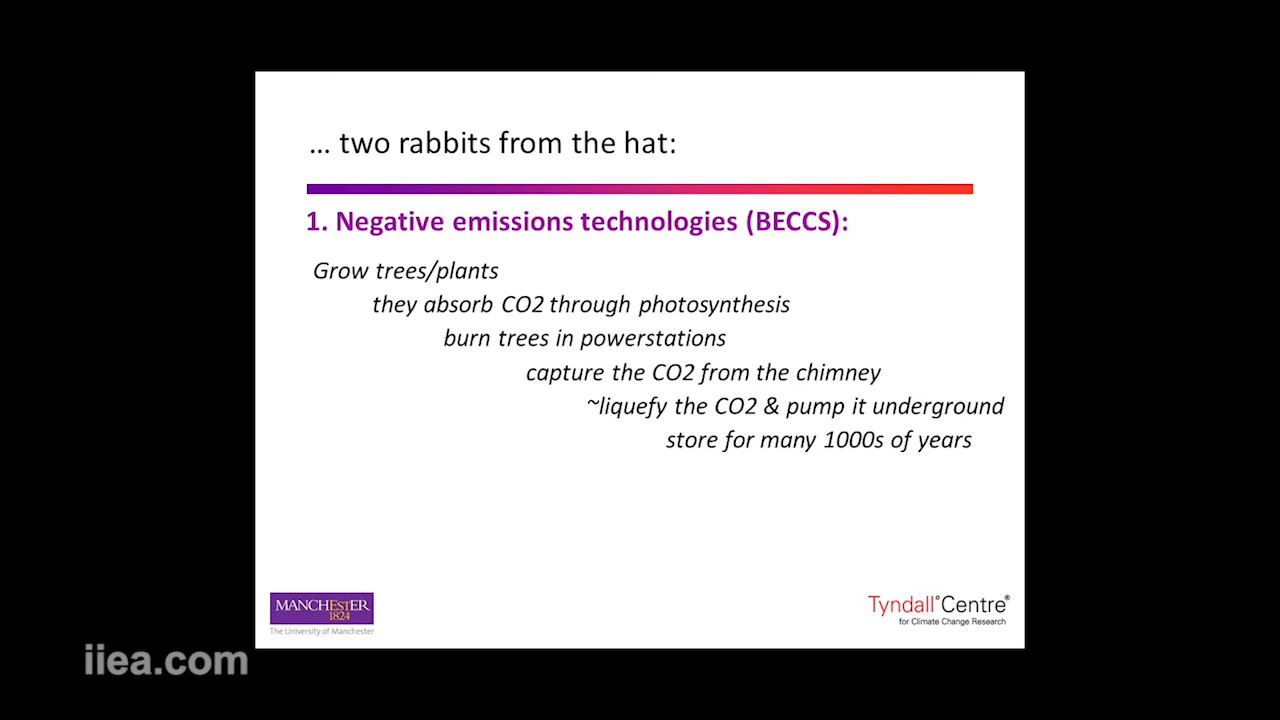 ... two rabbits from the hat:
1. Negative emissions technologies (BECCS):
Grow trees/plants
they absorb CO2 through photosynthesis
burn trees in powerstations
capture the CO2 from the chimney
~liquefy the CO2 & pump it underground
store for many 1000s of years
MANCHESTER
1824
The University of Manchester
Tyndall°Centre®
for Climate Change Research
iiea.com